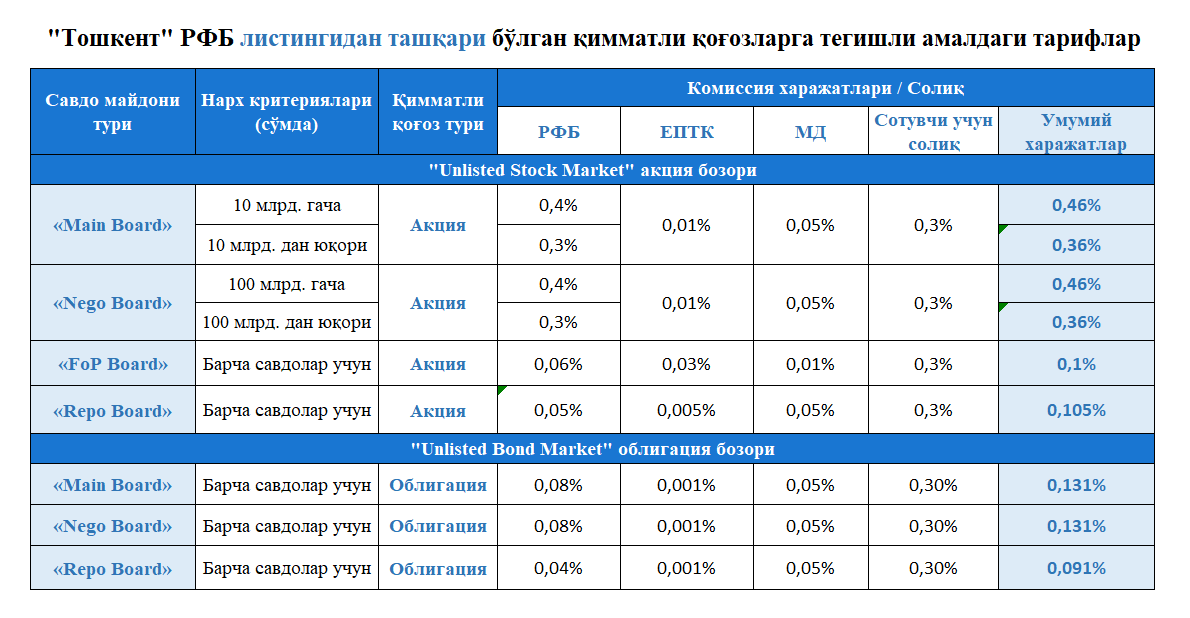 "Тошкент" РФБ листингидан ташқари бўлган қимматли қоғозларга тегишли амалдаги тарифлар
Савдо майдони тури
Нарх критериялари (сўмда)
Қимматли қоғоз тури
Комиссия харажатлари / Солиқ
РФБ
ЕПТК
МД
Сотувчи учун солиқ
Умумий харажатлар
"Unlisted Stock Market" акция бозори
«Main Board»
10 млрд. гача
Акция
0,4%
0,01%
0,05%
0,3%
0,46%
10 млрд. дан юқори
0,3%
0,36%
«Nego Board»
100 млрд. гача
Акция
0,4%
0,01%
0,05%
0,3%
0,46%
100 млрд. дан юқори
0,3%
0,36%
«FoP Board»
Барча савдолар учун
Акция
0,06%
0,03%
0,01%
0,3%
0,1%
«Repo Board»
Барча савдолар учун
Акция
0,05%
0,005%
0,05%
0,3%
0,105%
"Unlisted Bond Market" облигация бозори
«Main Board»
Барча савдолар учун
Облигация
0,08%
0,001%
0,05%
0,30%
0,131%
«Nego Board»
Барча савдолар учун
Облигация
0,08%
0,001%
0,05%
0,30%
0,131%
«Repo Board»
Барча савдолар учун
Облигация
0,04%
0,001%
0,05%
0,30%
0,091%